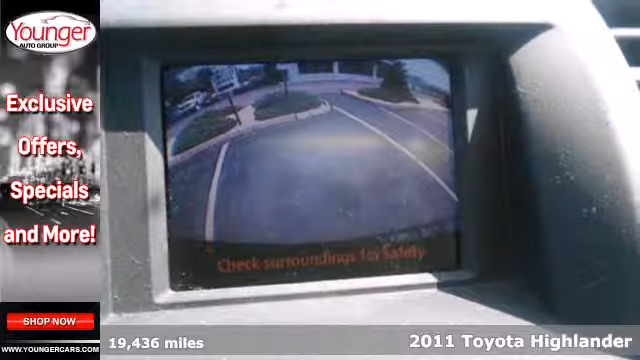 Younger
AUTO GROUP
Exclusive
Offers,
Specials
and More!
SHOP NOW
WWW.YOUNGERCARS.COM
Check surroundings for safety
19,436 miles
2011 Toyota Highlander